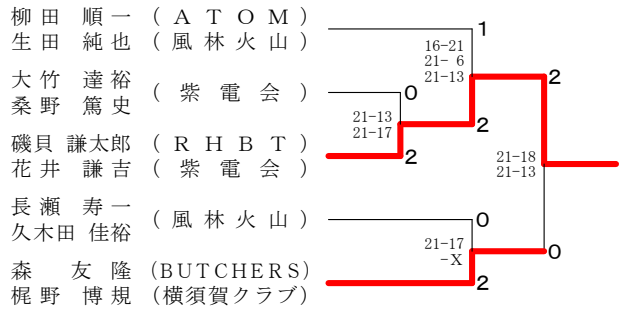 柳田 順一 (ATOM) 1
生田 純也 (風林火山) 16-21
21- 6
21-13 2
大竹 達裕 0
桑野 篤史 (紫電会)
21-13
21-17 2
磯貝 謙太郎 (RHBT) 2
花井 謙吉 (紫電会)
21-18
21-13
長瀬 寿一 0
久木田 佳裕 (風林火山)
21-17
-X 0
森 友隆 (BUTCHERS) 2
梶野 博規 (横須賀クラブ)